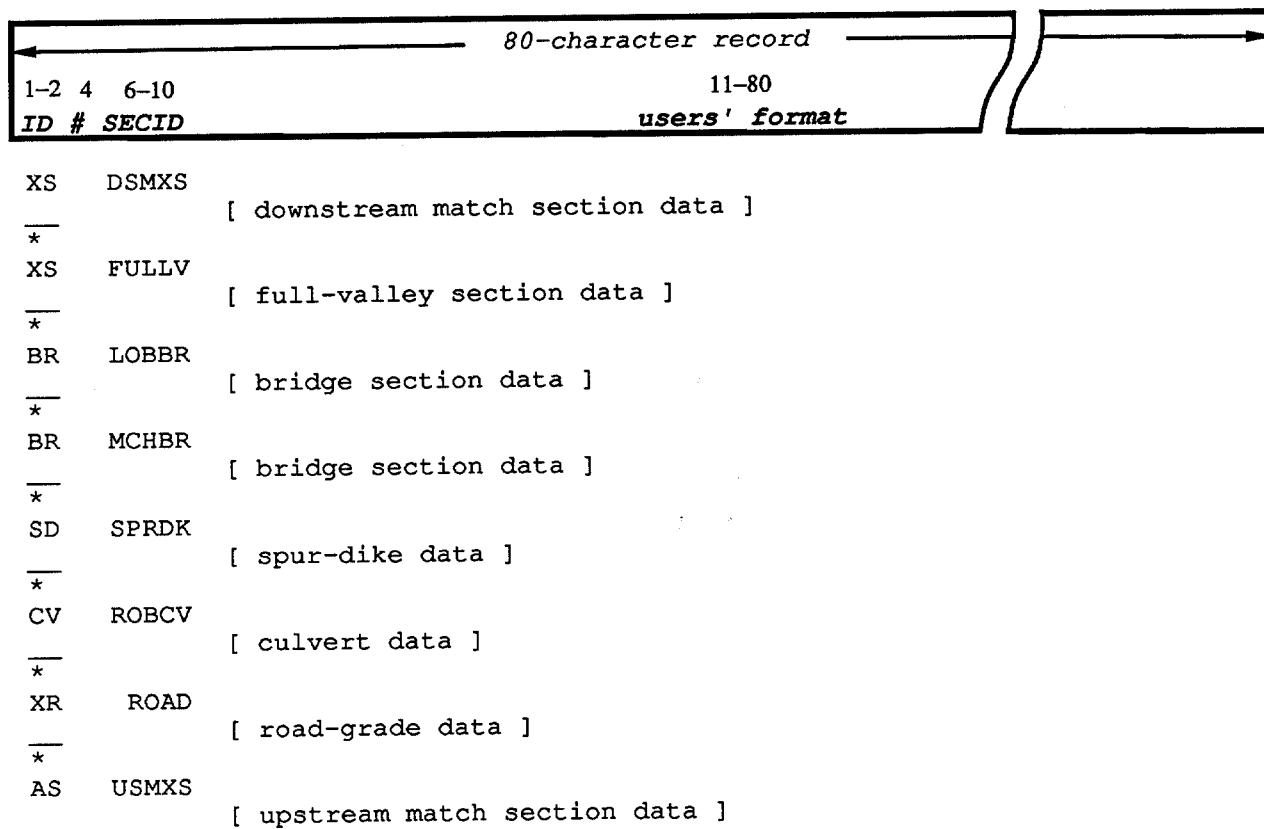 80-character record
1–2 4 6–10 11–80
ID # SECID users' format
XS DSMXS
[ downstream match section data ]
*
XS FULLV
[ full-valley section data ]
*
BR LOBBR
[ bridge section data ]
*
BR MCHBR
[ bridge section data ]
*
SD SPRDK
[ spur-dike data ]
*
CV ROBCV
[ culvert data ]
*
XR ROAD
[ road-grade data ]
*
AS USMXS
[ upstream match section data ]